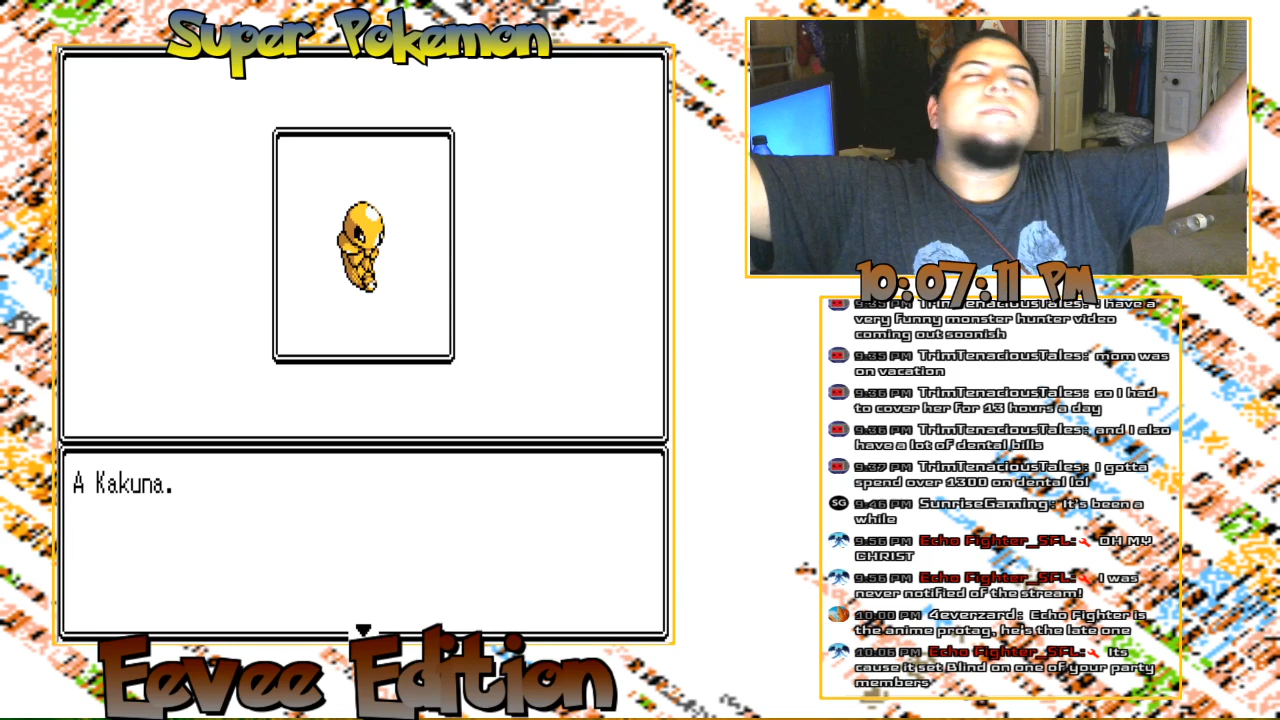 Super Pokemon
A Kakuna.
Eevee Edition
10:07:11 PM
9:35 PM TrimTenaciousTales: I have a
very funny monster hunter video
coming out soonish
9:35 PM TrimTenaciousTales: mom was
on vacation
9:36 PM TrimTenaciousTales: so I had
to cover her for 13 hours a day
9:36 PM TrimTenaciousTales: and I also
have a lot of dental bills
9:37 PM TrimTenaciousTales: I gotta
spend over 1300 on dental lol
SG 9:46 PM SunriseGaming: It's been a
while
9:56 PM Echo Fighter_SFL: OH MY
CHRIST
9:56 PM Echo Fighter_SFL: I was
never notified of the stream!
10:00 PM 4everzard: Echo Fighter is
the anime protag, he's the late one
10:06 PM Echo Fighter_SFL: Its
cause it set Blind on one of your party
members